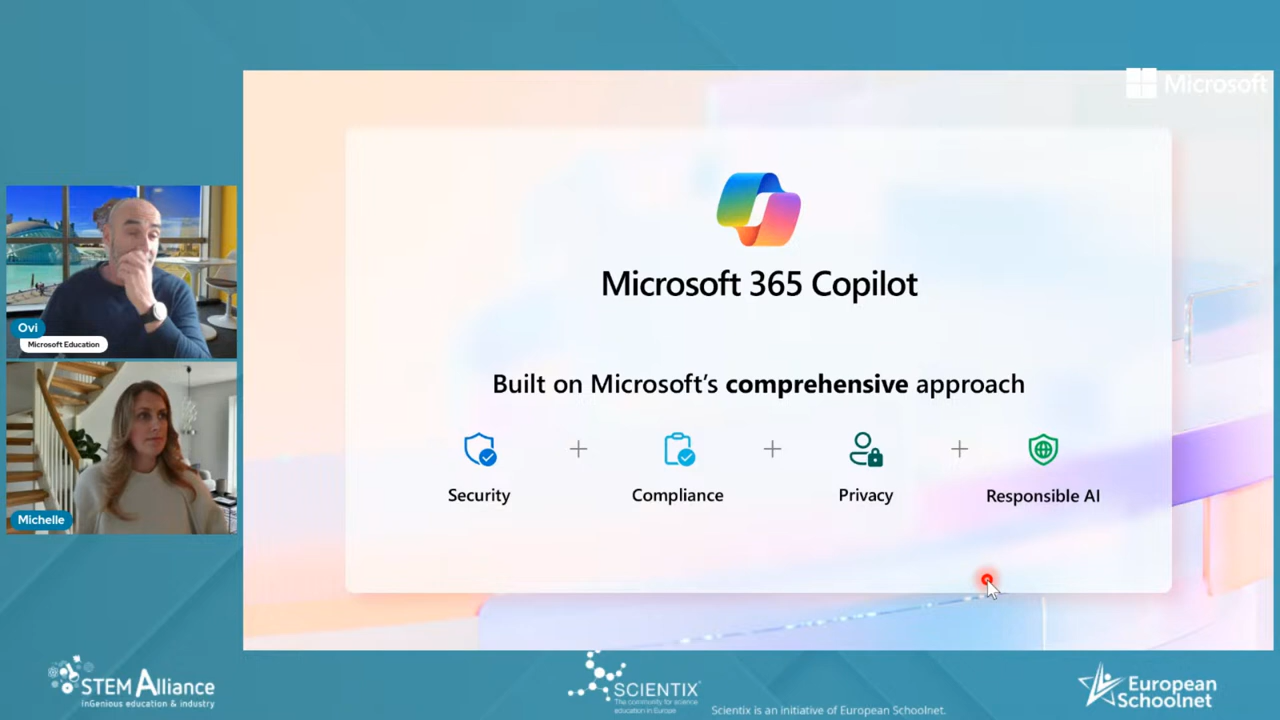 Microsoft
Microsoft 365 Copilot
Built on Microsoft's comprehensive approach
Security
Compliance
Privacy
Responsible AI
Ovi
Microsoft Education
Michelle
STEM Alliance
inGenious education & industry
SCIENTIX
The community for science
education in Europe
Scientix is an initiative of European Schoolnet.
European
Schoolnet